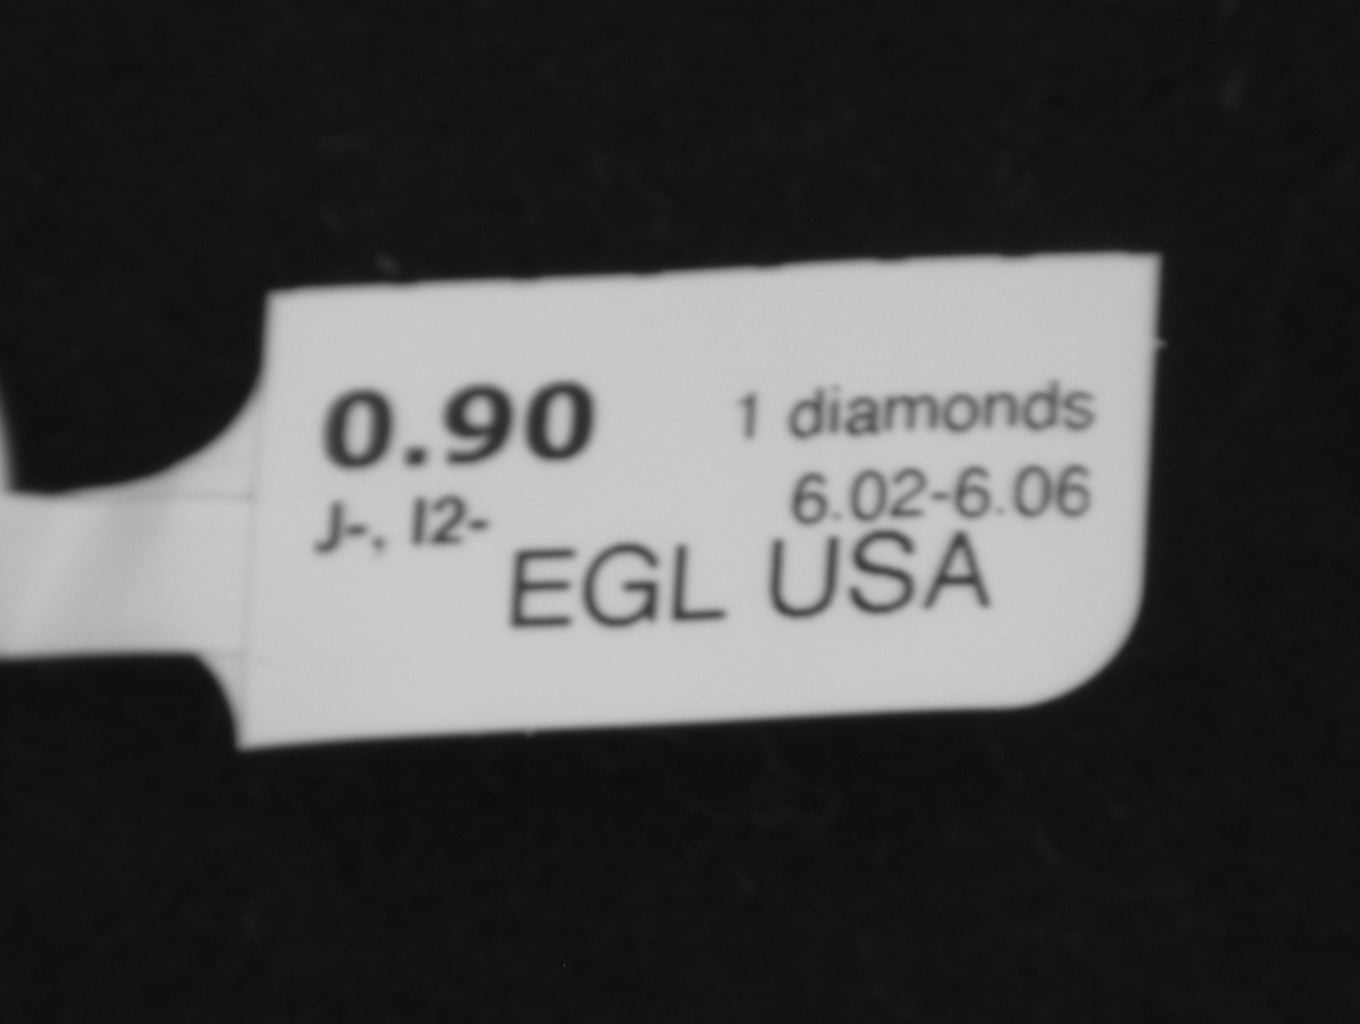 0.90 1 diamonds
J-, I2- 6.02-6.06
EGL USA